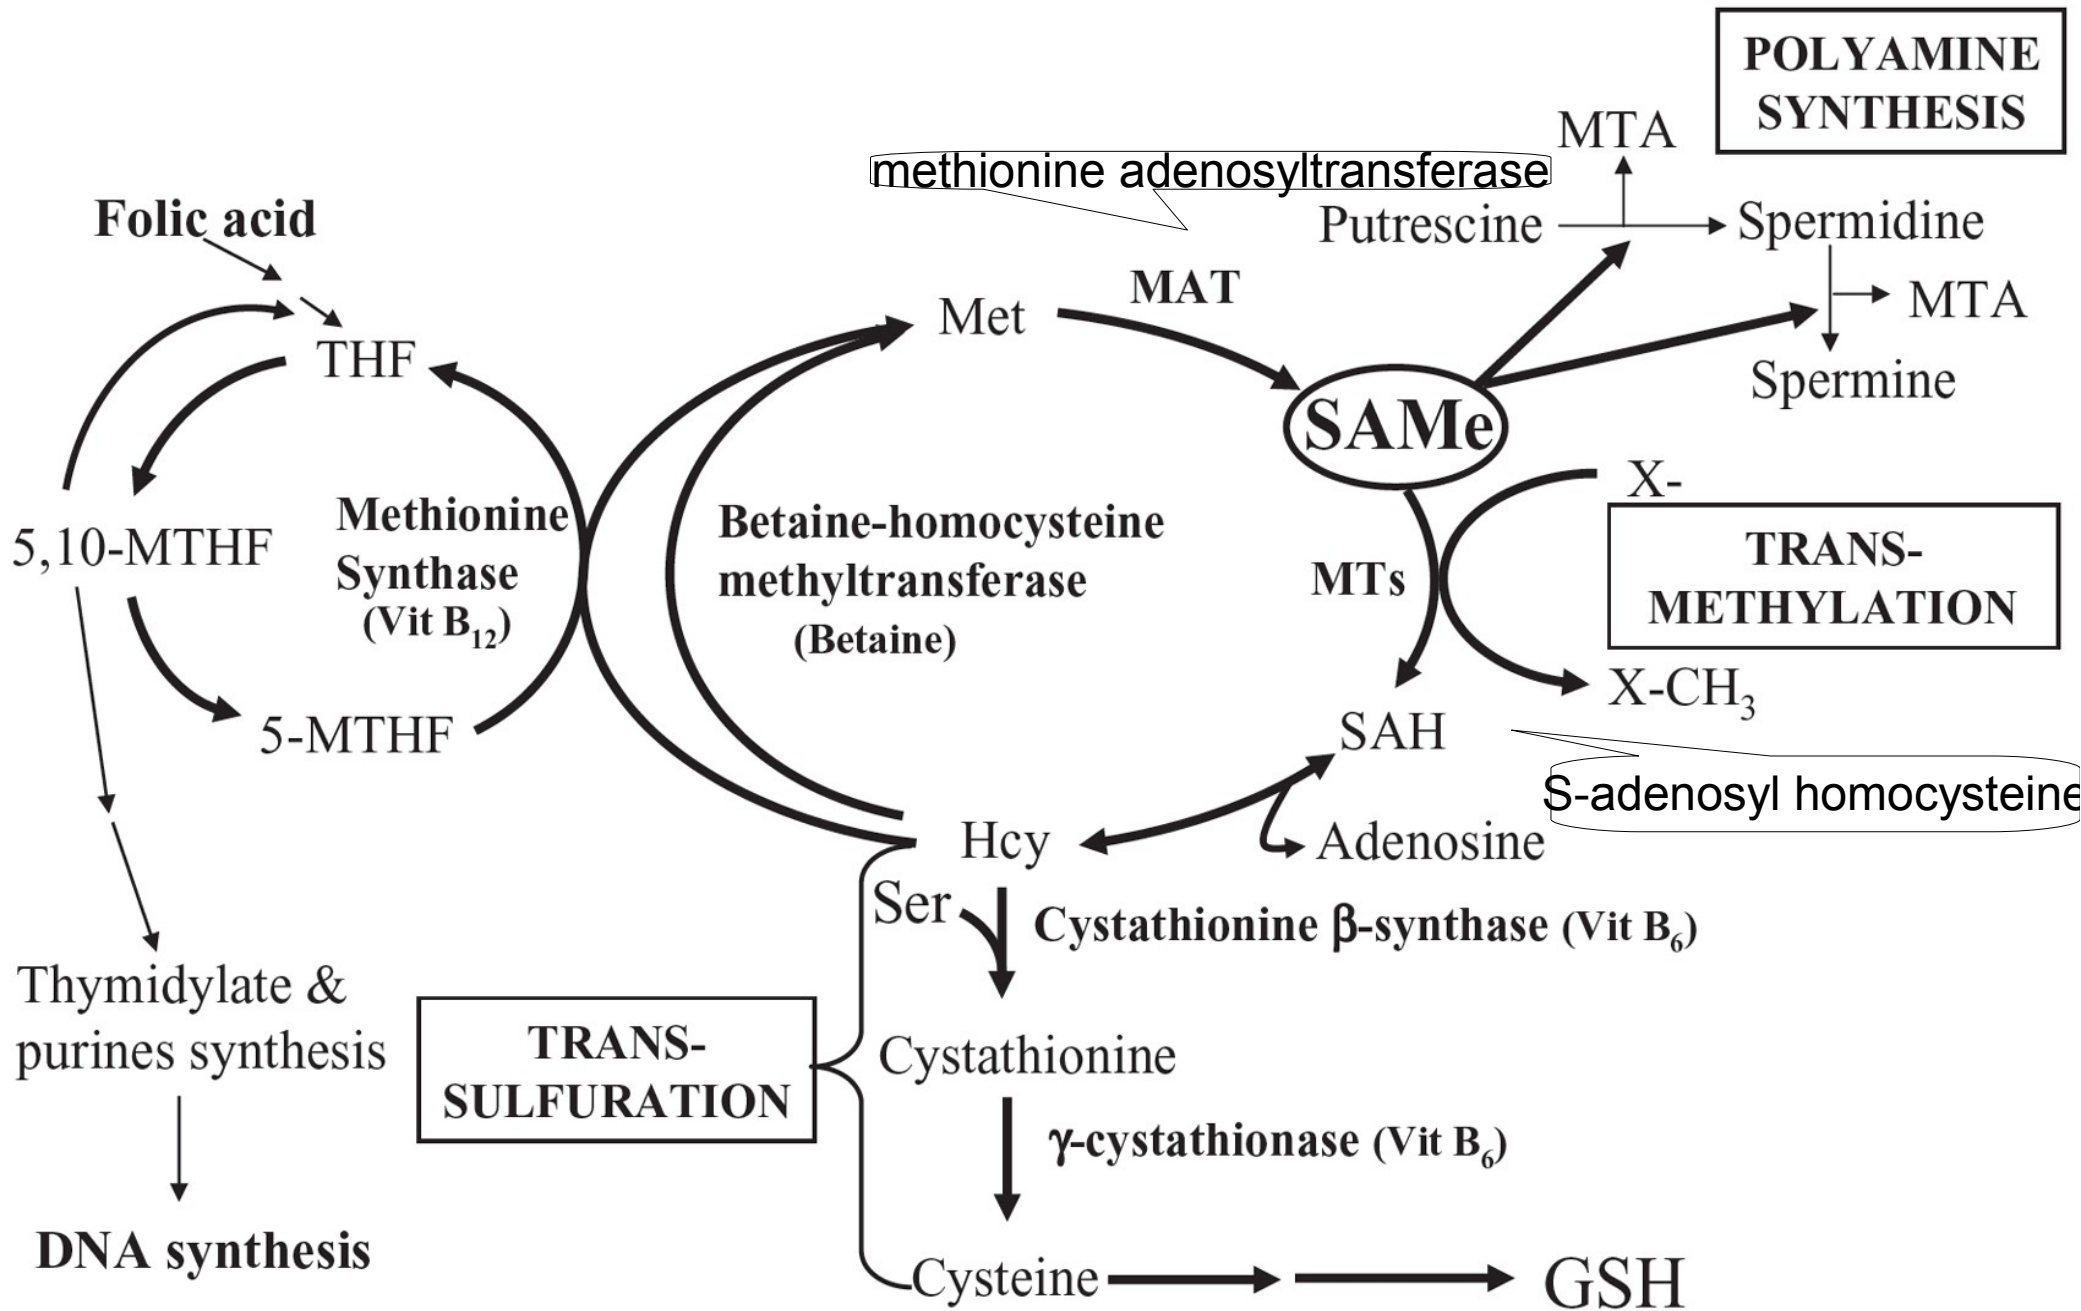 POLYAMINE
SYNTHESIS
MTA
methionine adenosyltransferase
Folic acid
Putrescine
Spermidine
MAT
Met
MTA
THF
Spermine
SAMe
X-
Methionine
Synthase
(Vit B12)
Betaine-homocysteine
methyltransferase
(Betaine)
5,10-MTHF
MTs
TRANS-
METHYLATION
X-CH3
5-MTHF
SAH
S-adenosyl homocysteine
Hcy
Adenosine
Ser
Cystathionine β-synthase (Vit B6)
Thymidylate &
purines synthesis
TRANS-
SULFURATION
Cystathionine
γ-cystathionase (Vit B6)
DNA synthesis
Cysteine
GSH